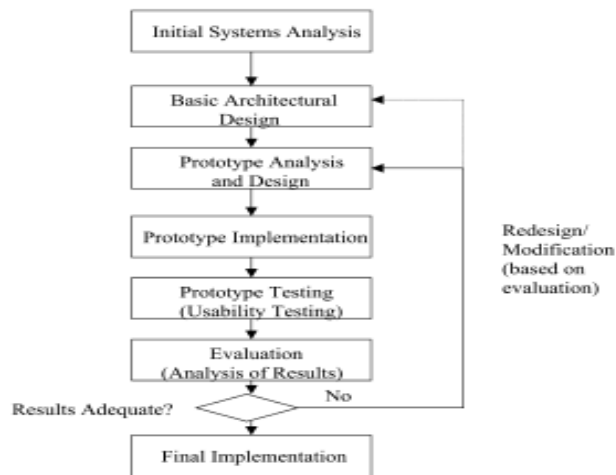 Initial Systems Analysis
Basic Architectural
Design
Prototype Analysis
and Design
Prototype Implementation
Redesign/
Modification
(based on
evaluation)
Prototype Testing
(Usability Testing)
Evaluation
(Analysis of Results)
Results Adequate?
No
Final Implementation